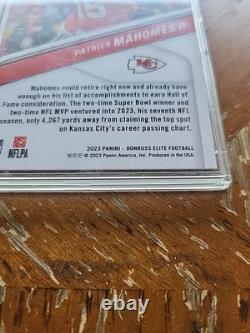 PATRICK MAHOMES II
Mahomes could retire right now and already have
enough on his list of accomplishments to earn Hall of
Fame consideration. The two-time Super Bowl winner and
two-time NFL MVP ventured into 2023, his seventh NFL
season, only 4,267 yards away from claiming the top
spot on Kansas City's career passing chart.
NFLPA
2023 PANINI – DONRUSS ELITE FOOTBALL
© 2023 Panini America, Inc. Produced in the USA.